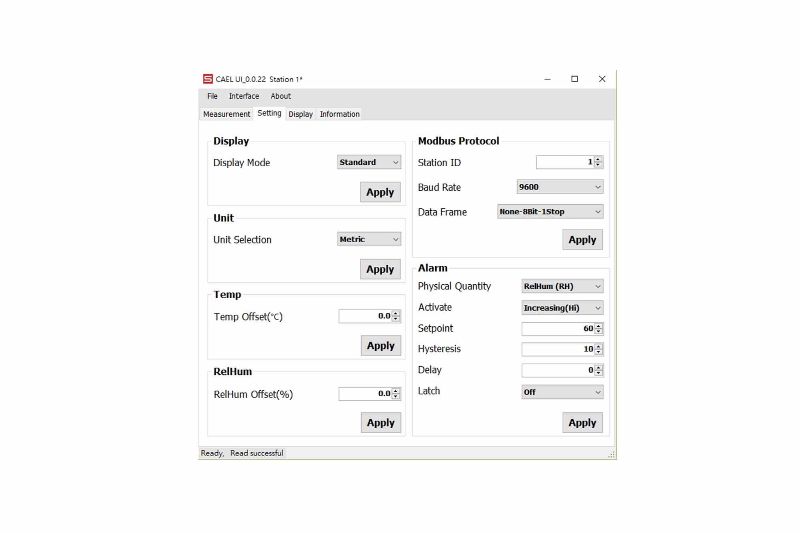 S CAEL UI_0.0.22 Station 1*
File Interface About
Measurement Setting Display Information
Display
Display Mode Standard
Apply
Unit
Unit Selection Metric
Apply
Temp
Temp Offset(℃) 0.0
Apply
RelHum
RelHum Offset(%) 0.0
Apply
Modbus Protocol
Station ID 1
Baud Rate 9600
Data Frame None-8Bit-1Stop
Apply
Alarm
Physical Quantity RelHum (RH)
Activate Increasing(Hi)
Setpoint 60
Hysteresis 10
Delay 0
Latch Off
Apply
Ready, Read successful